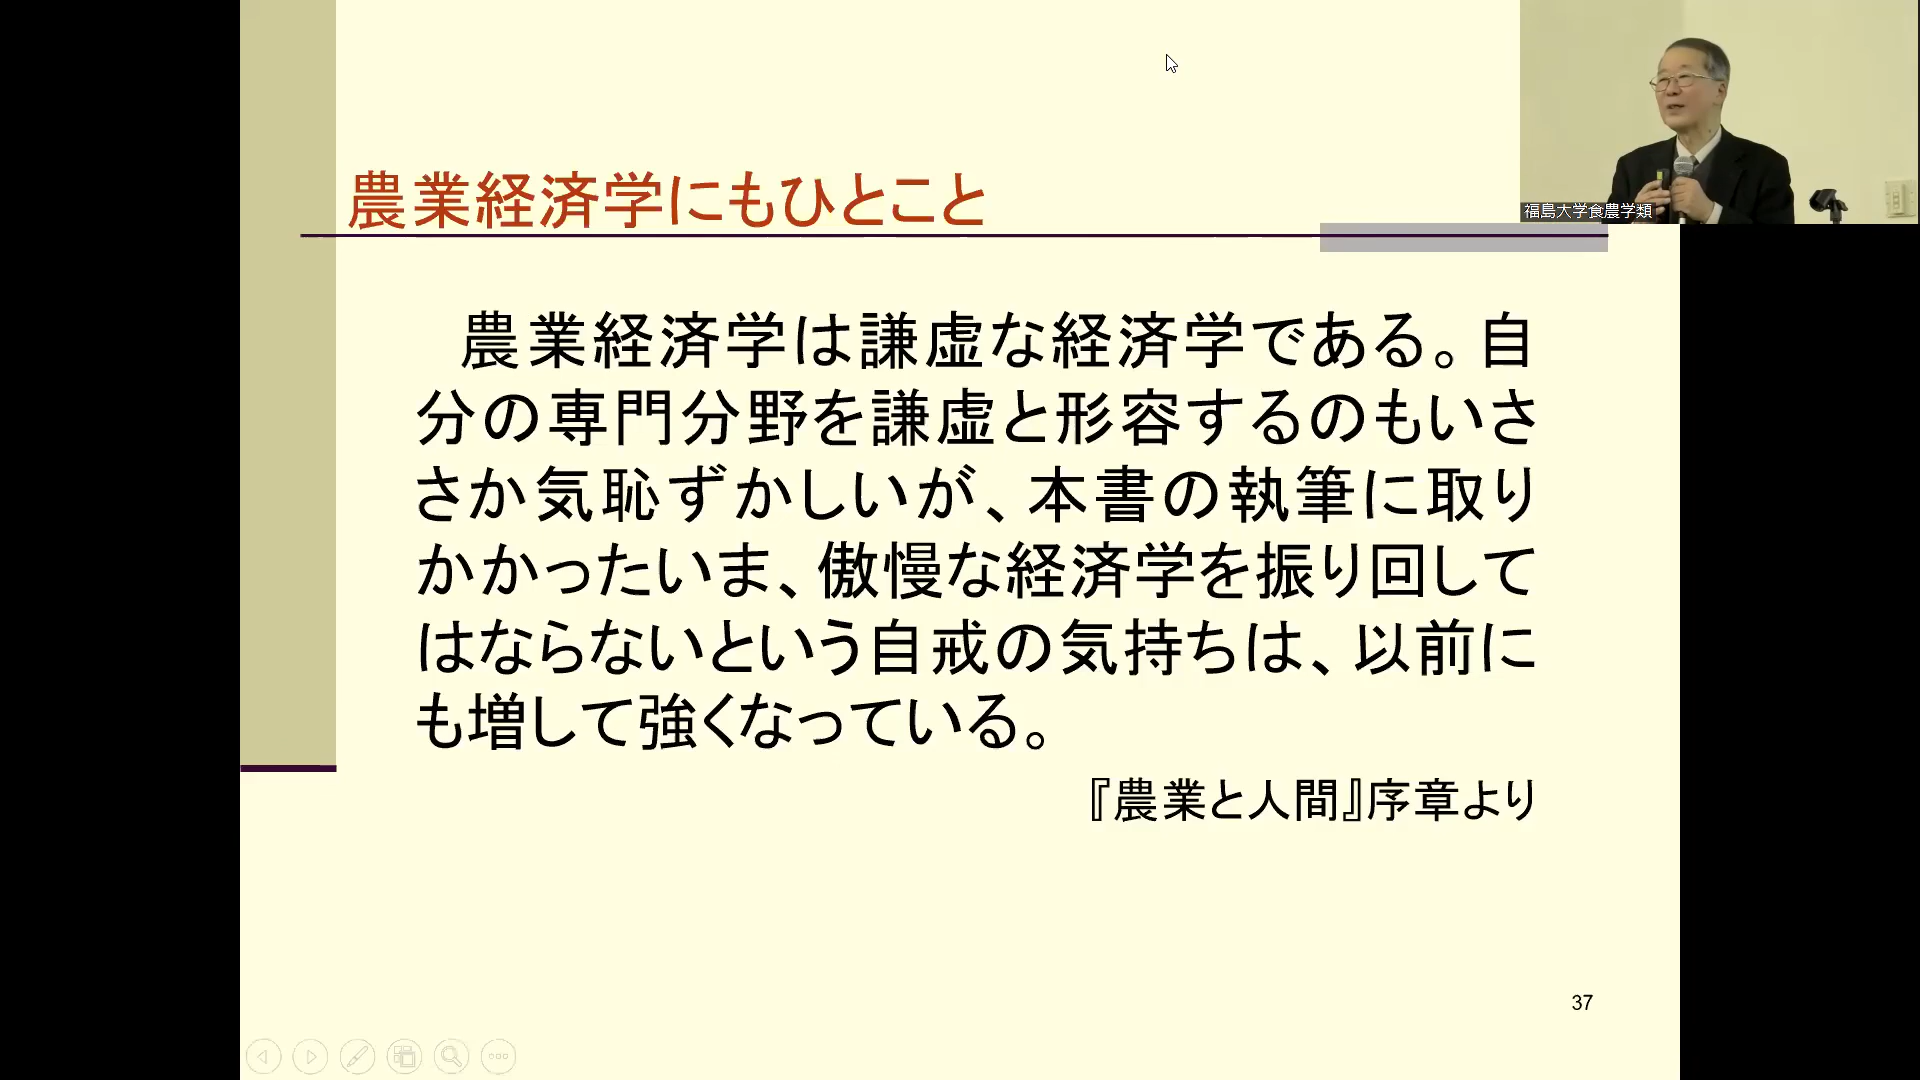 福島大学食農学類
農業経済学にもひとこと
農業経済学は謙虚な経済学である。自
分の専門分野を謙虚と形容するのもいさ
さか気恥ずかしいが、本書の執筆に取り
かかったいま、傲慢な経済学を振り回して
はならないという自戒の気持ちは、以前に
も増して強くなっている。
『農業と人間』序章より
37